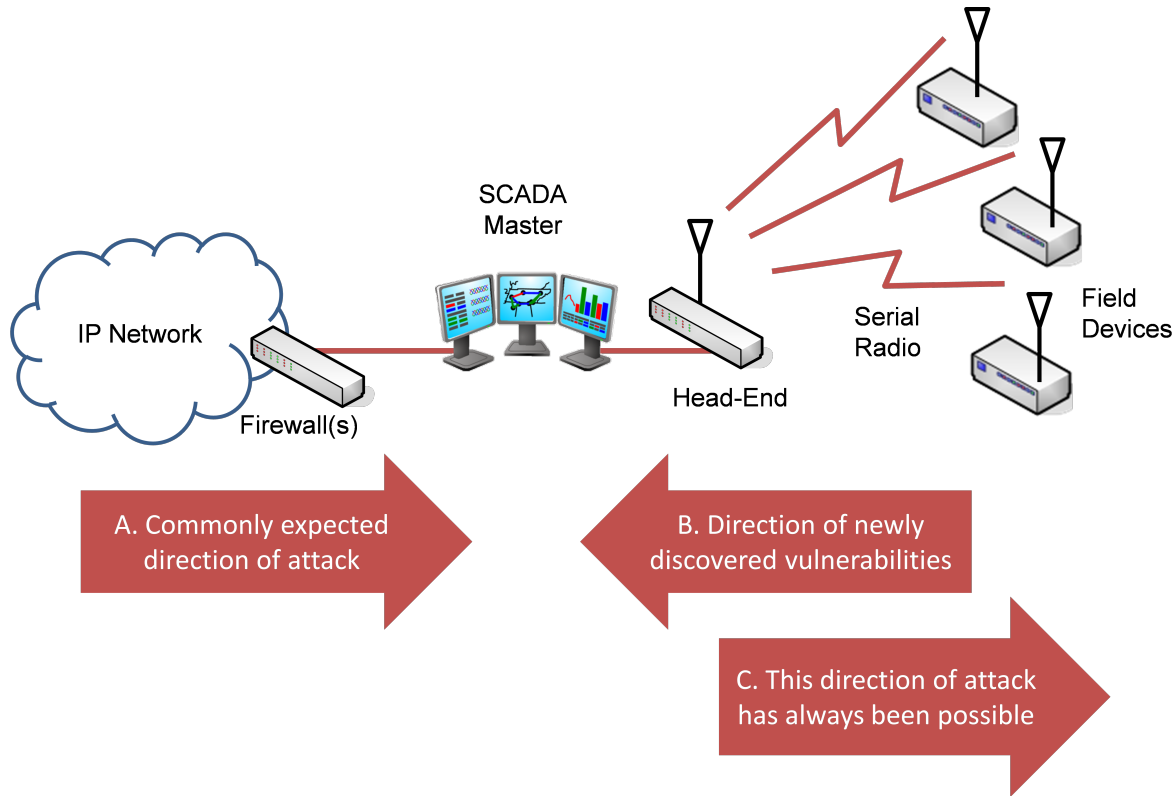 SCADA
Master
IP Network
Firewall(s)
Head-End
Serial
Radio
Field
Devices
A. Commonly expected
direction of attack
B. Direction of newly
discovered vulnerabilities
C. This direction of attack
has always been possible